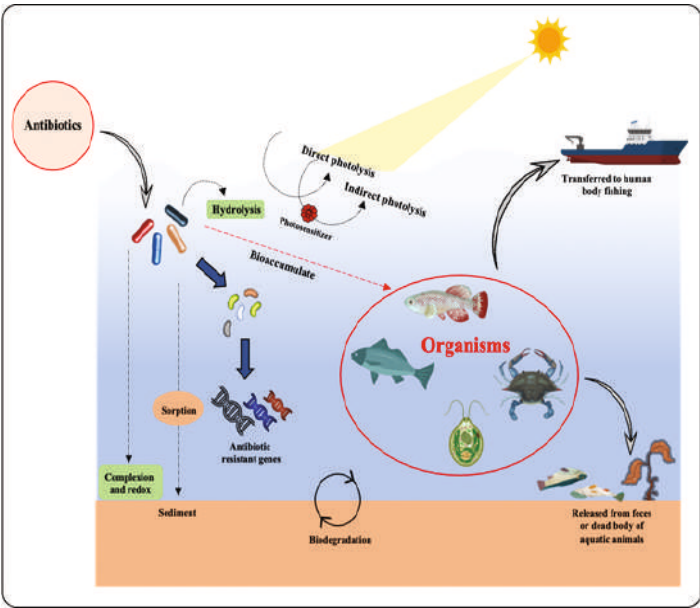 Antibiotics
Direct photolysis
Indirect photolysis
Hydrolysis
Photosensitizer
Transferred to human
body fishing
Bioaccumulate
Organisms
Sorption
Antibiotic
resistant genes
Complexion
and redox
Sediment
Biodegradation
Released from feces
or dead body of
aquatic animals